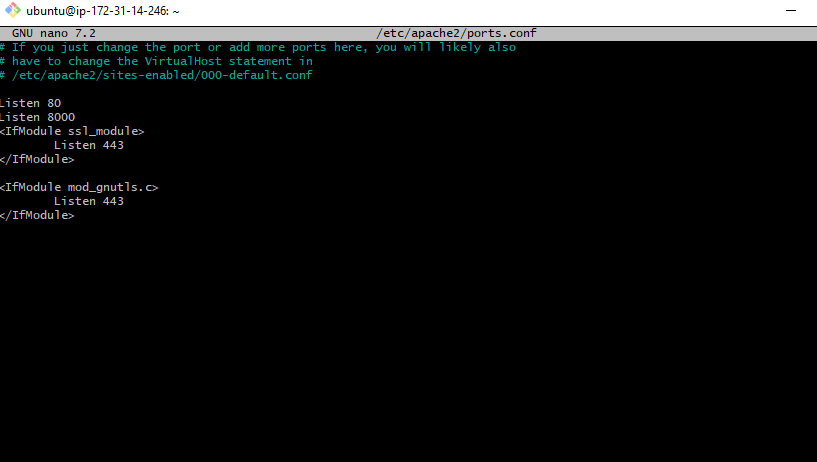 ubuntu@ip-172-31-14-246: ~
GNU nano 7.2 /etc/apache2/ports.conf
# If you just change the port or add more ports here, you will likely also
# have to change the VirtualHost statement in
# /etc/apache2/sites-enabled/000-default.conf
Listen 80
Listen 8000
<IfModule ssl_module>
Listen 443
</IfModule>
<IfModule mod_gnutls.c>
Listen 443
</IfModule>